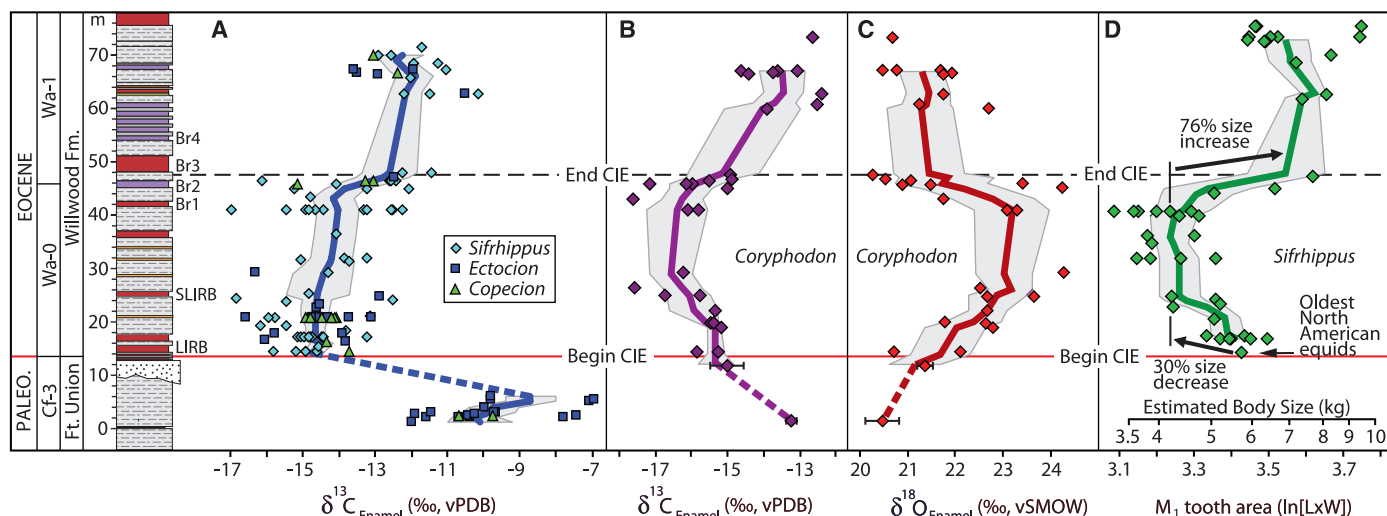 m
A
B
C
D
EOCENE
PALEO.
Wa-1
Wa-0
Cf-3
Willwood Fm.
Ft. Union
70
60
50
40
30
20
10
0
Br4
Br3
Br2
Br1
SLIRB
LIRB
Sifrhippus
Ectocion
Copecion
End CIE
Begin CIE
Coryphodon
Coryphodon
End CIE
Begin CIE
76% size
increase
Sifrhippus
Oldest
North
American
equids
30% size
decrease
Estimated Body Size (kg)
3.5 4 5 6 7 8 9 10
-17 -15 -13 -11 -9 -7
δ13CEnamel (‰, vPDB)
-17 -15 -13
δ13CEnamel (‰, vPDB)
20 21 22 23 24
δ18OEnamel (‰, vSMOW)
3.1 3.3 3.5 3.7
M1 tooth area (ln[LxW])